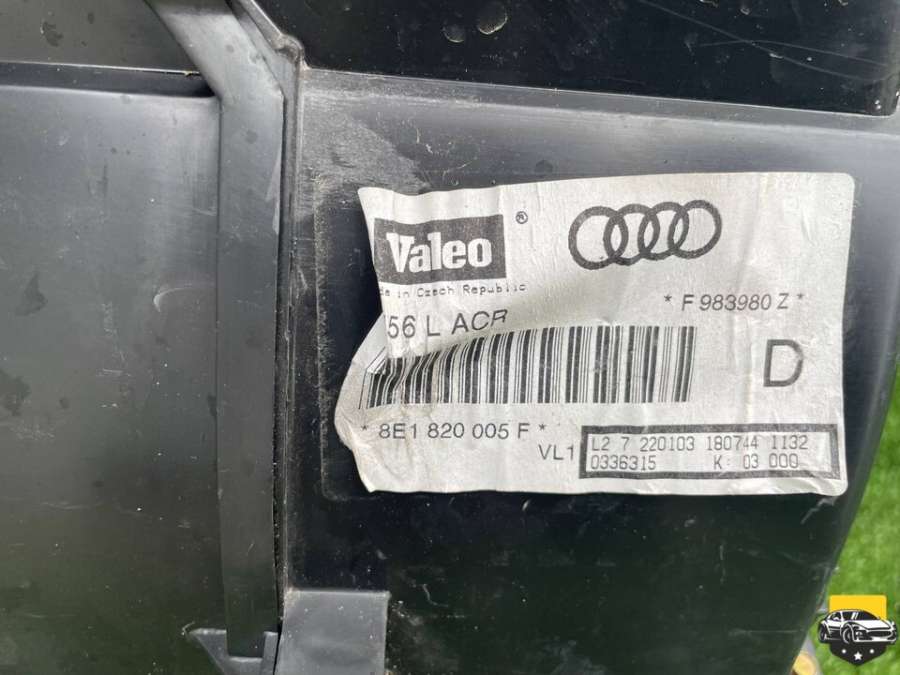 Valeo ®
de in Czech Republic
* F 983980 Z *
56 L ACR
D
* 8E1 820 005 F *
VL1
L2 7 220103 180744 1132
0336315 K: 03 000